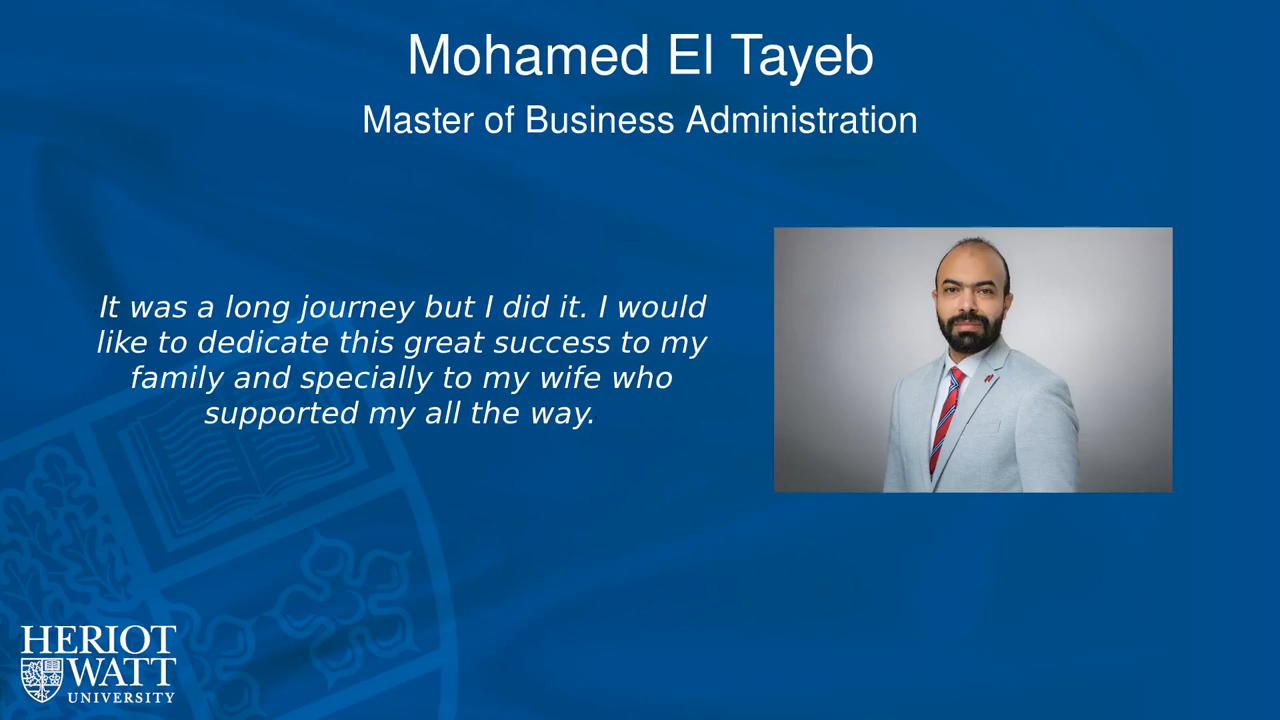 Mohamed El Tayeb
Master of Business Administration
It was a long journey but I did it. I would
like to dedicate this great success to my
family and specially to my wife who
supported my all the way.
HERIOT
WATT
UNIVERSITY